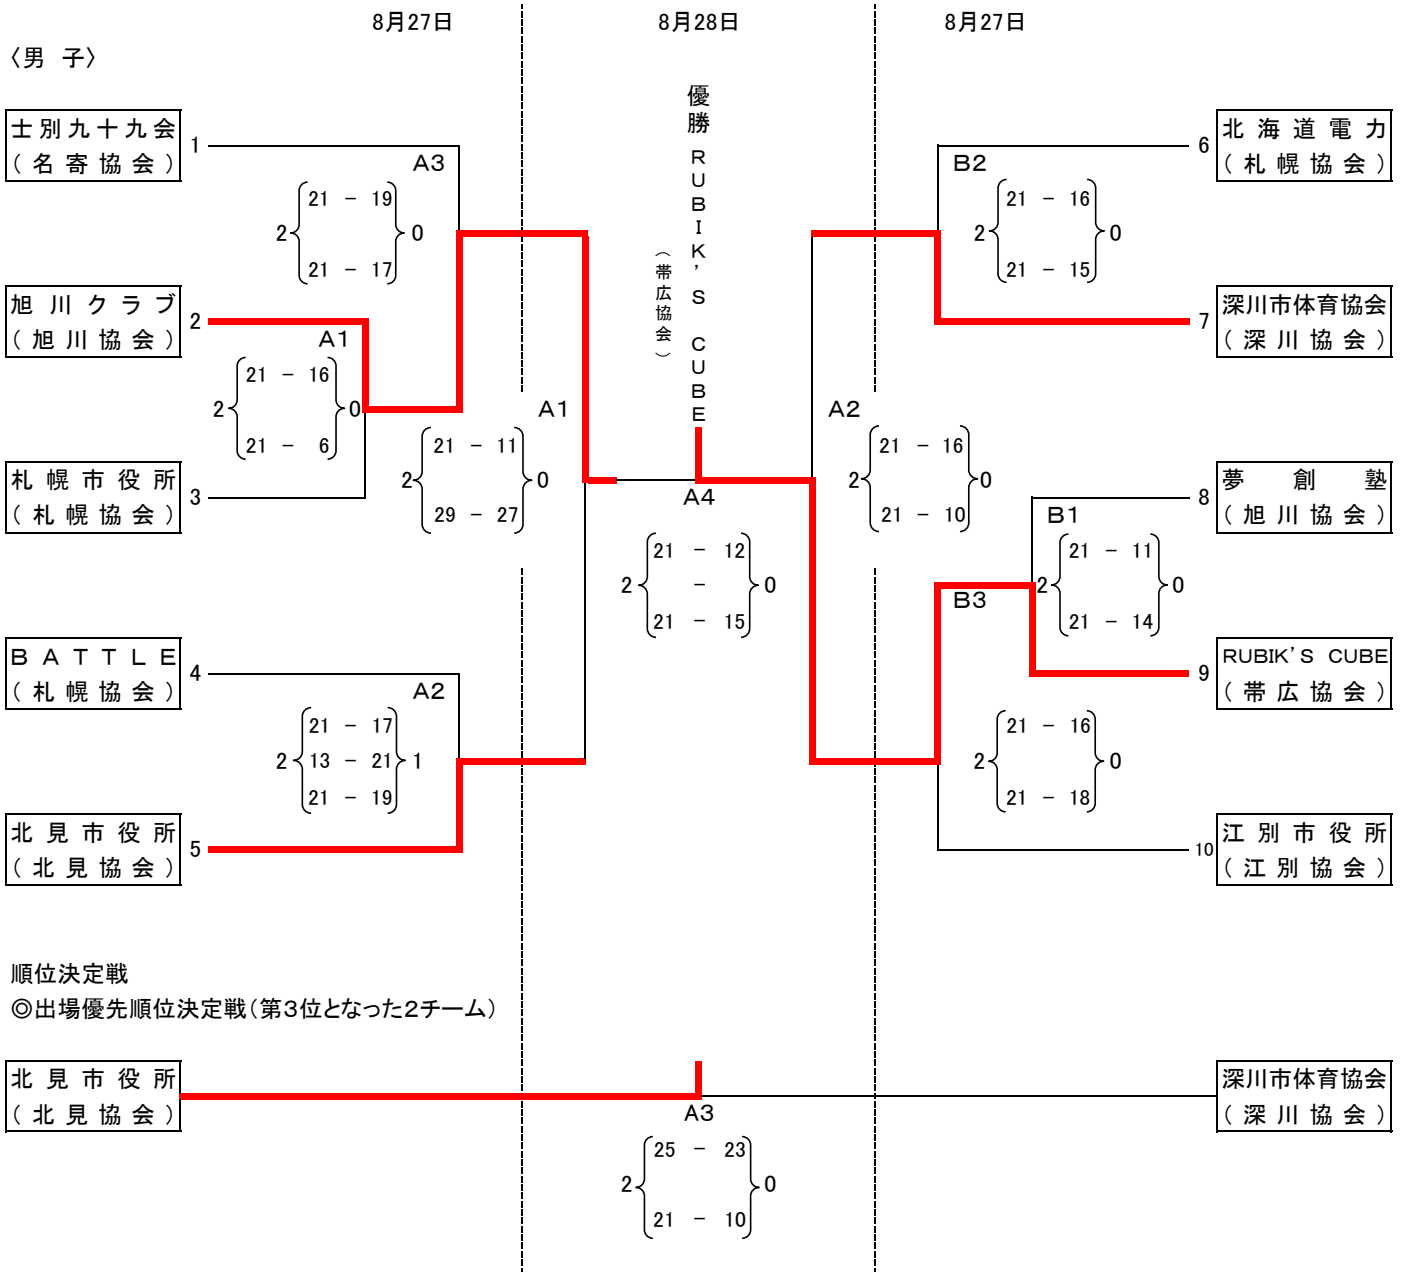 8月27日
8月28日
8月27日
〈男 子〉
優勝 RUBIK'S CUBE
(帯広協会)
士別九十九会
(名寄協会)
1
A3
21 - 19
2 0
21 - 17
旭川クラブ
(旭川協会)
2
A1
21 - 16
2 0
21 - 6
札幌市役所
(札幌協会)
3
A1
21 - 11
2 0
29 - 27
BATTLE
(札幌協会)
4
A2
21 - 17
2 13 - 21 1
21 - 19
北見市役所
(北見協会)
5
A4
21 - 12
2 - 0
21 - 15
北海道電力
(札幌協会)
6
B2
21 - 16
2 0
21 - 15
深川市体育協会
(深川協会)
7
A2
21 - 16
2 0
21 - 10
夢創塾
(旭川協会)
8
B1
21 - 11
2 0
21 - 14
RUBIK'S CUBE
(帯広協会)
9
B3
21 - 16
2 0
21 - 18
江別市役所
(江別協会)
10
順位決定戦
◎出場優先順位決定戦(第3位となった2チーム)
北見市役所
(北見協会)
深川市体育協会
(深川協会)
A3
25 - 23
2 0
21 - 10